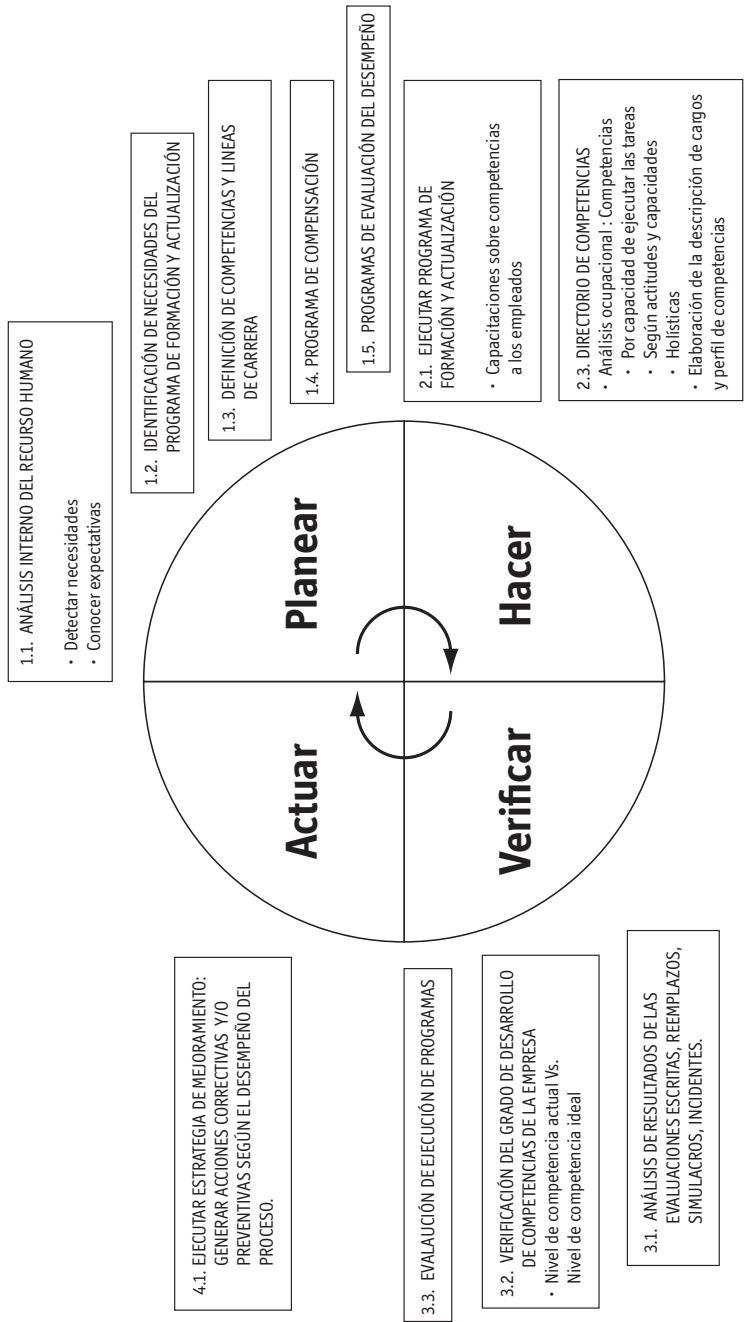 1.1. ANÁLISIS INTERNO DEL RECURSO HUMANO
• Detectar necesidades
• Conocer expectativas
1.2. IDENTIFICACIÓN DE NECESIDADES DEL
PROGRAMA DE FORMACIÓN Y ACTUALIZACIÓN
1.3. DEFINICIÓN DE COMPETENCIAS Y LINEAS
DE CARRERA
1.4. PROGRAMA DE COMPENSACIÓN
1.5. PROGRAMAS DE EVALUACIÓN DEL DESEMPEÑO
2.1. EJECUTAR PROGRAMA DE
FORMACIÓN Y ACTUALIZACIÓN
• Capacitaciones sobre competencias
a los empleados
2.3. DIRECTORIO DE COMPETENCIAS
• Análisis ocupacional : Competencias
• Por capacidad de ejecutar las tareas
• Según actitudes y capacidades
• Holísticas
• Elaboración de la descripción de cargos
y perfil de competencias
Actuar
Planear
Verificar
Hacer
4.1. EJECUTAR ESTRATEGIA DE MEJORAMIENTO:
GENERAR ACCIONES CORRECTIVAS Y/O
PREVENTIVAS SEGÚN EL DESEMPEÑO DEL
PROCESO.
3.3. EVALAUCIÓN DE EJECUCIÓN DE PROGRAMAS
3.2. VERIFICACIÓN DEL GRADO DE DESARROLLO
DE COMPETENCIAS DE LA EMPRESA
• Nivel de competencia actual Vs.
Nivel de competencia ideal
3.1. ANÁLISIS DE RESULTADOS DE LAS
EVALUACIONES ESCRITAS, REEMPLAZOS,
SIMULACROS, INCIDENTES.